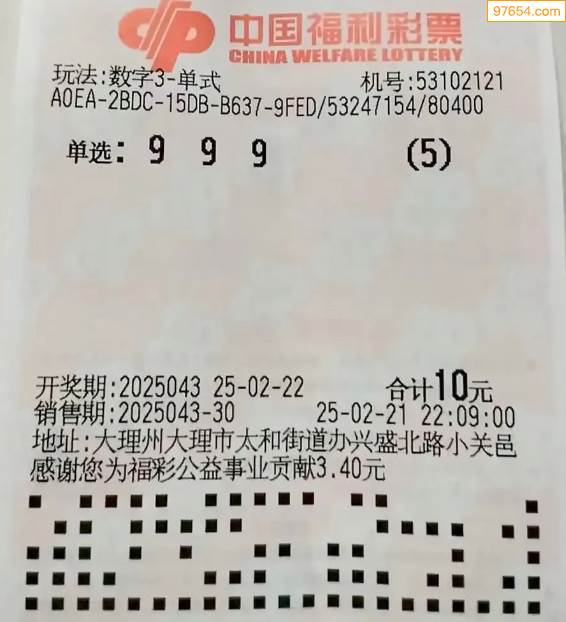 97654.com
中国福利彩票
CHINA WELFARE LOTTERY
玩法:数字3-单式 机号:53102121
A0EA-2BDC-15DB-B637-9FED/53247154/80400
单选: 9 9 9 (5)
开奖期:2025043 25-02-22 合计10元
销售期:2025043-30 25-02-21 22:09:00
地址:大理州大理市太和街道办兴盛北路小关邑
感谢您为福彩公益事业贡献3.40元